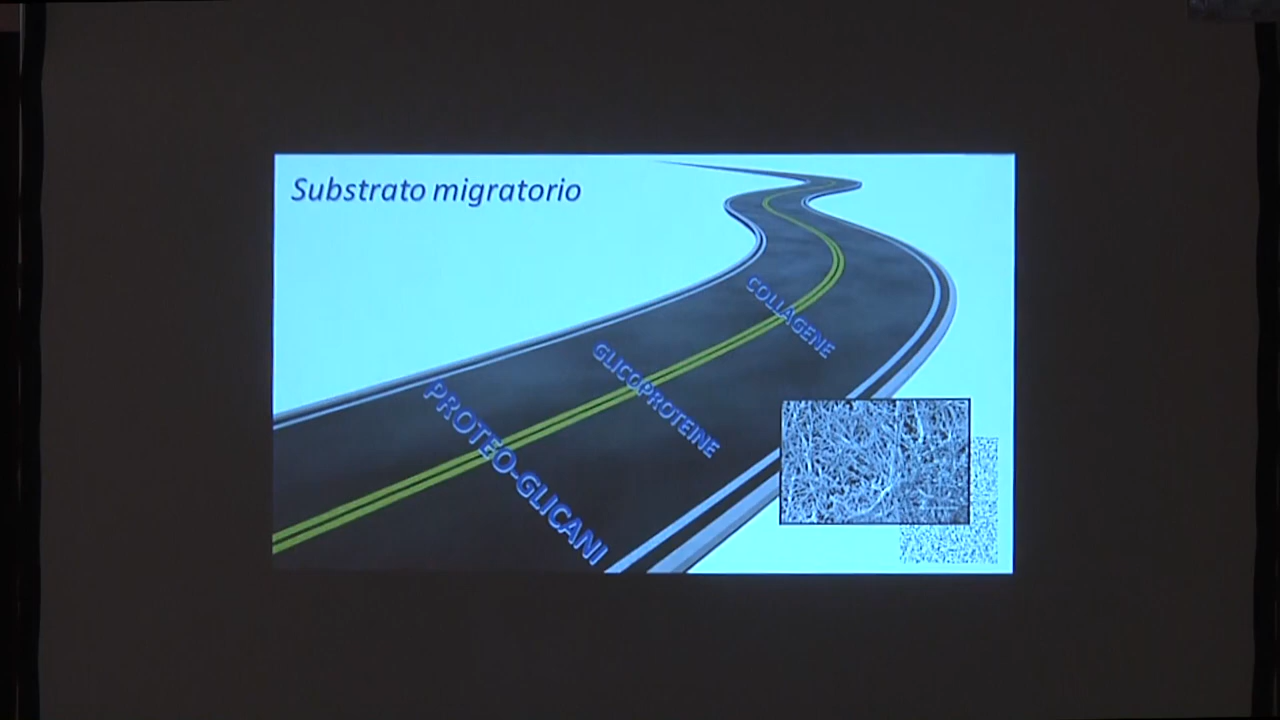 Substrato migratorio
COLLAGENE
GLICOPROTEINE
PROTEO-GLICANI